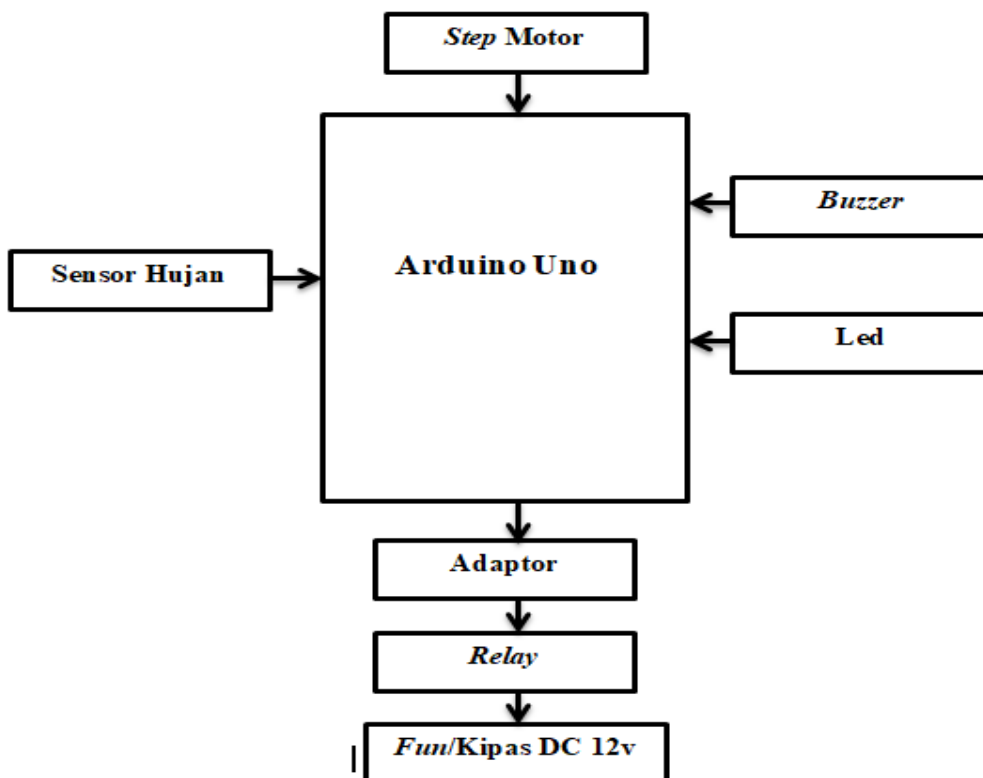 Step Motor
Buzzer
Sensor Hujan
Arduino Uno
Led
Adaptor
Relay
Fun/Kipas DC 12v